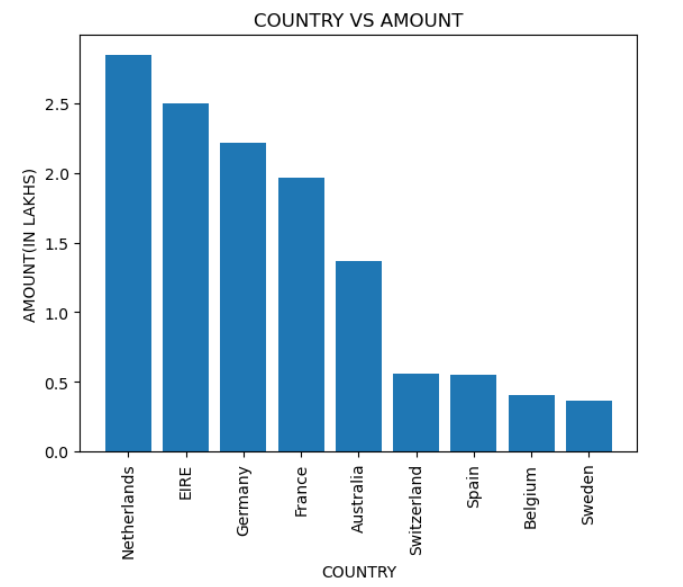 COUNTRY VS AMOUNT
AMOUNT(IN LAKHS)
2.5
2.0
1.5
1.0
0.5
0.0
Netherlands
EIRE
Germany
France
Australia
Switzerland
Spain
Belgium
Sweden
COUNTRY